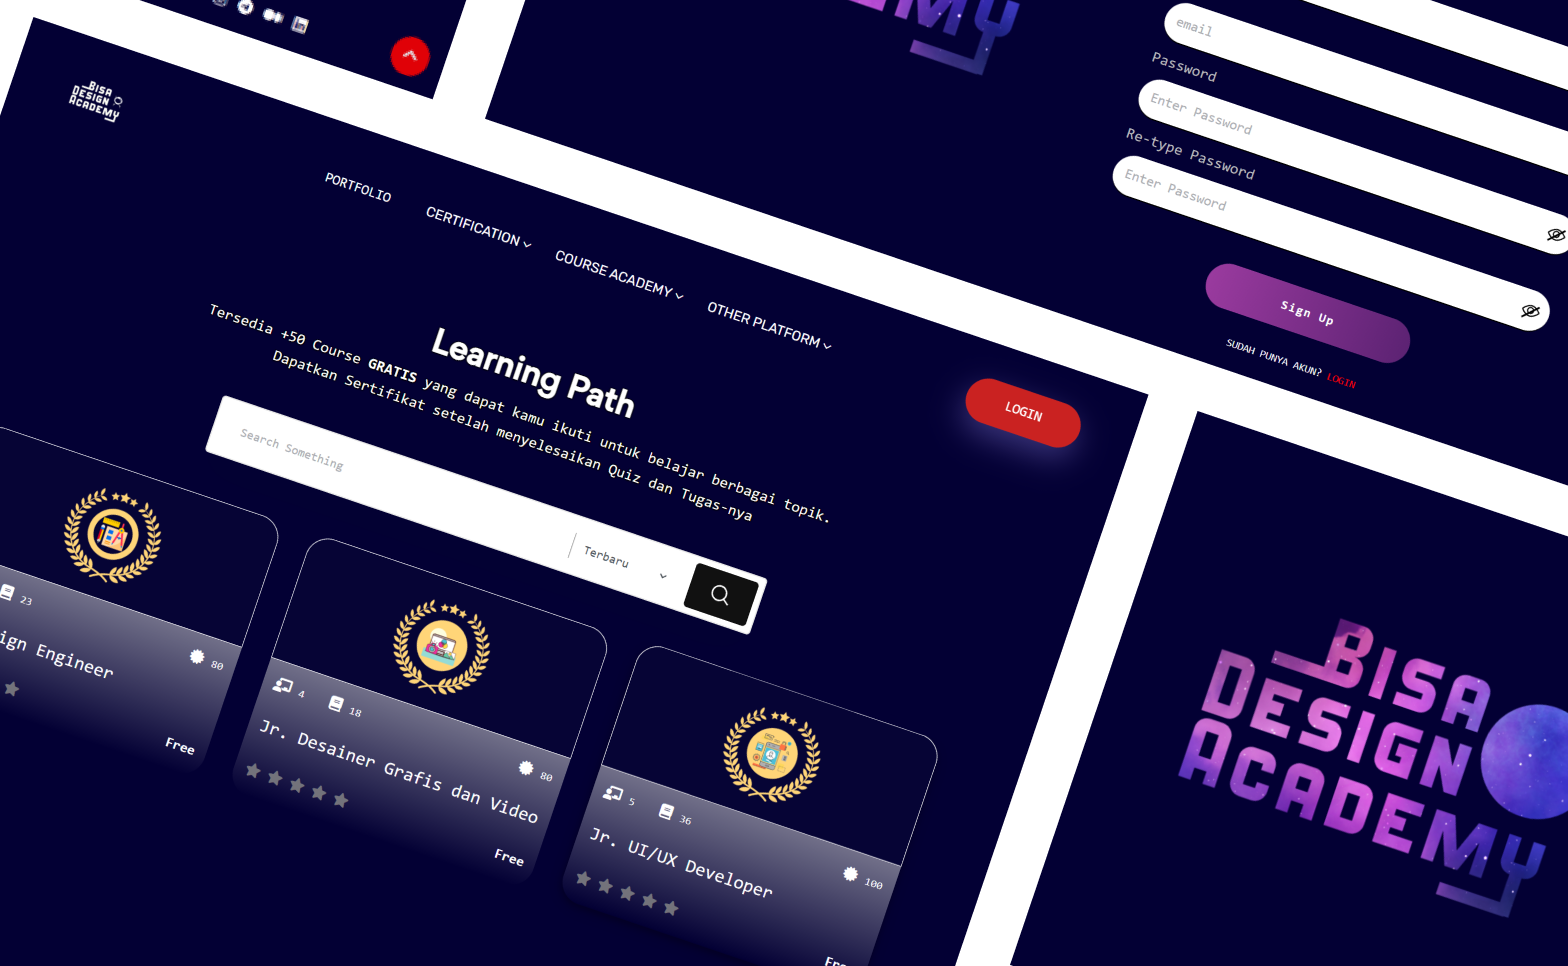 BISA
DESIGN
ACADEMY
PORTFOLIO
CERTIFICATION
COURSE ACADEMY
OTHER PLATFORM
LOGIN
Learning Path
Tersedia +50 Course GRATIS yang dapat kamu ikuti untuk belajar berbagai topik.
Dapatkan Sertifikat setelah menyelesaikan Quiz dan Tugas-nya
Search Something
Terbaru
23
80
ign Engineer
Free
4
18
80
Jr. Desainer Grafis dan Video
Free
5
36
100
Jr. UI/UX Developer
Fre
EMY
email
Password
Enter Password
Re-type Password
Enter Password
Sign Up
SUDAH PUNYA AKUN? LOGIN
BISA
DESIGN
ACADEMY